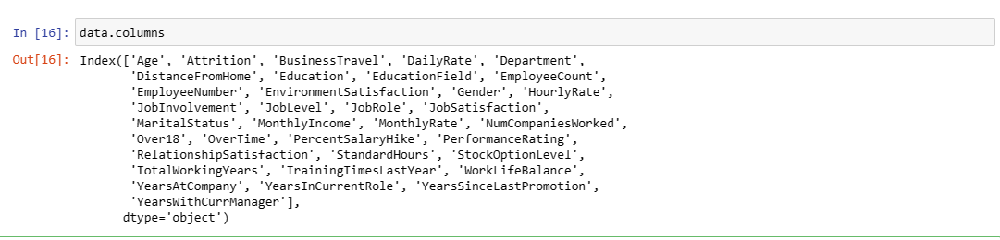 In [16]: data.columns
Out[16]: Index(['Age', 'Attrition', 'BusinessTravel', 'DailyRate', 'Department',
'DistanceFromHome', 'Education', 'EducationField', 'EmployeeCount',
'EmployeeNumber', 'EnvironmentSatisfaction', 'Gender', 'HourlyRate',
'JobInvolvement', 'JobLevel', 'JobRole', 'JobSatisfaction',
'MaritalStatus', 'MonthlyIncome', 'MonthlyRate', 'NumCompaniesWorked',
'Over18', 'OverTime', 'PercentSalaryHike', 'PerformanceRating',
'RelationshipSatisfaction', 'StandardHours', 'StockOptionLevel',
'TotalWorkingYears', 'TrainingTimesLastYear', 'WorkLifeBalance',
'YearsAtCompany', 'YearsInCurrentRole', 'YearsSinceLastPromotion',
'YearsWithCurrManager'],
dtype='object')